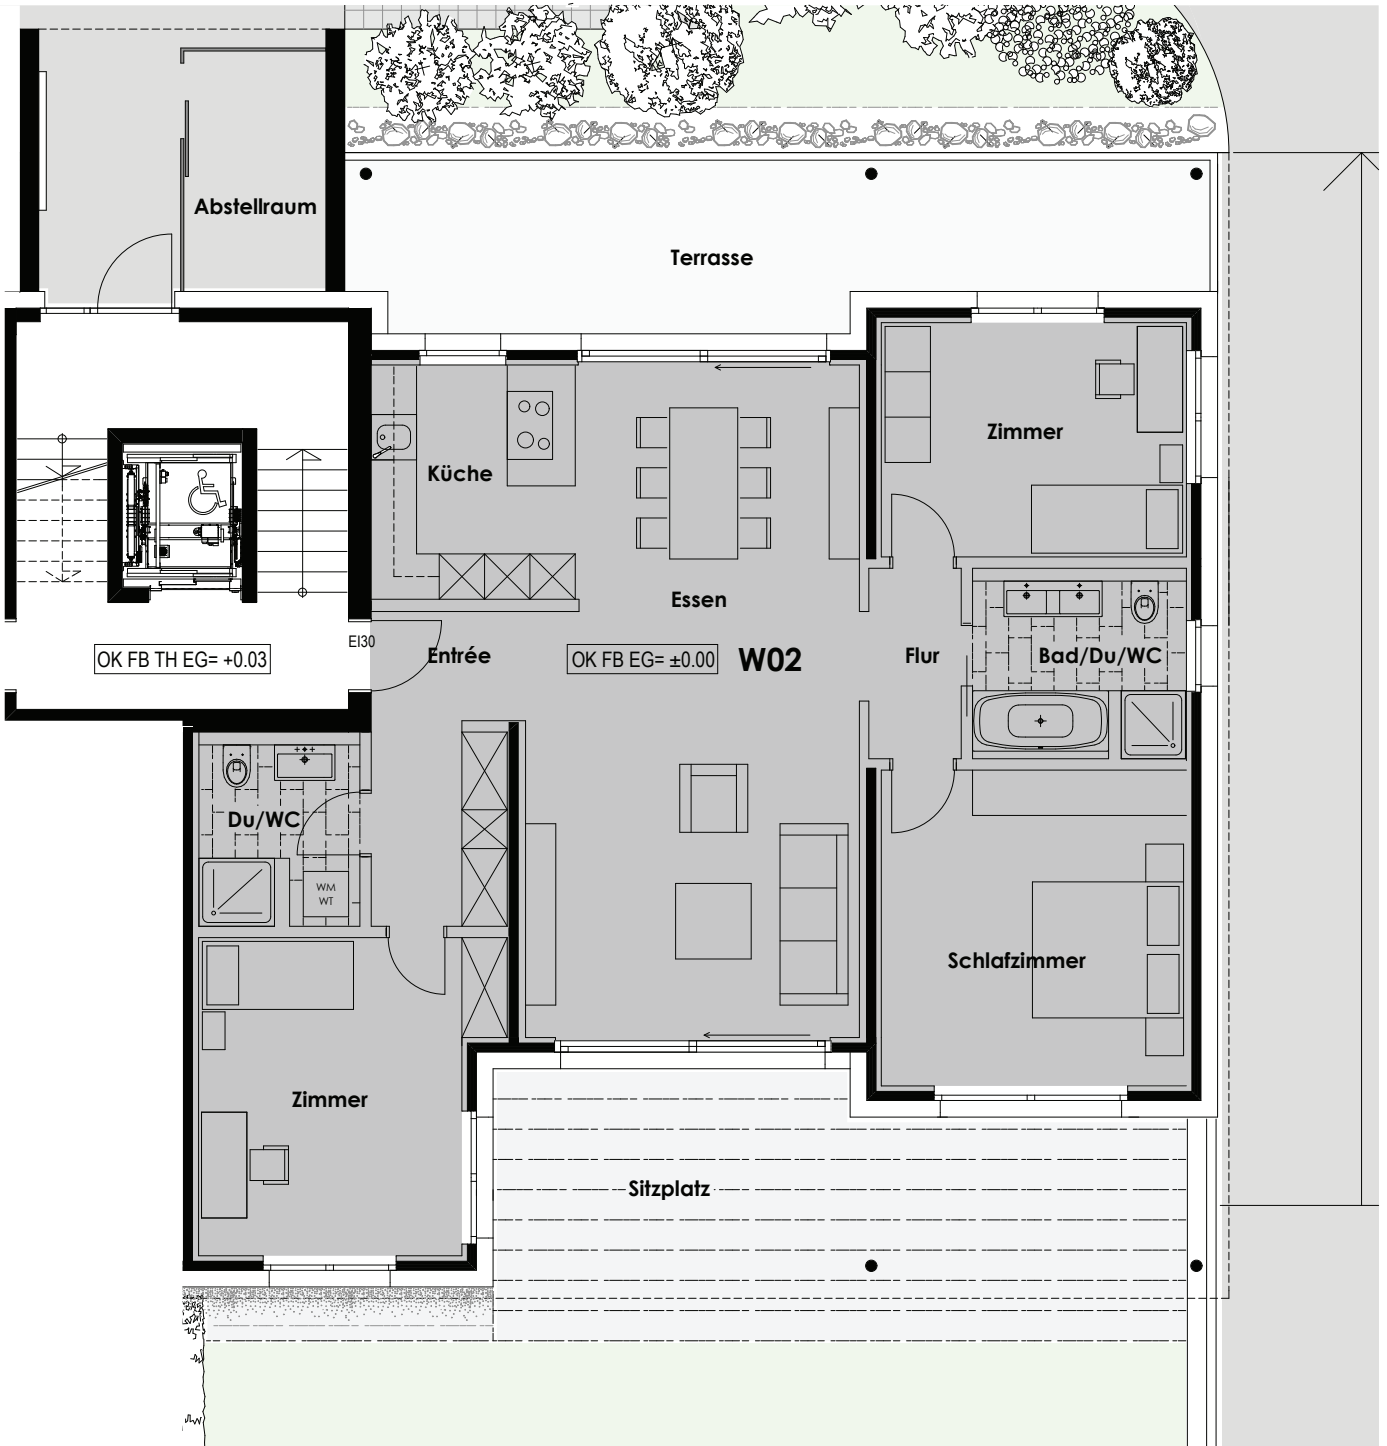 Abstellraum
Terrasse
Zimmer
Küche
Essen
EI30
Entrée
OK FB TH EG= +0.03
OK FB EG= ±0.00
W02
Flur
Bad/Du/WC
Du/WC
WM
WT
Schlafzimmer
Zimmer
Sitzplatz